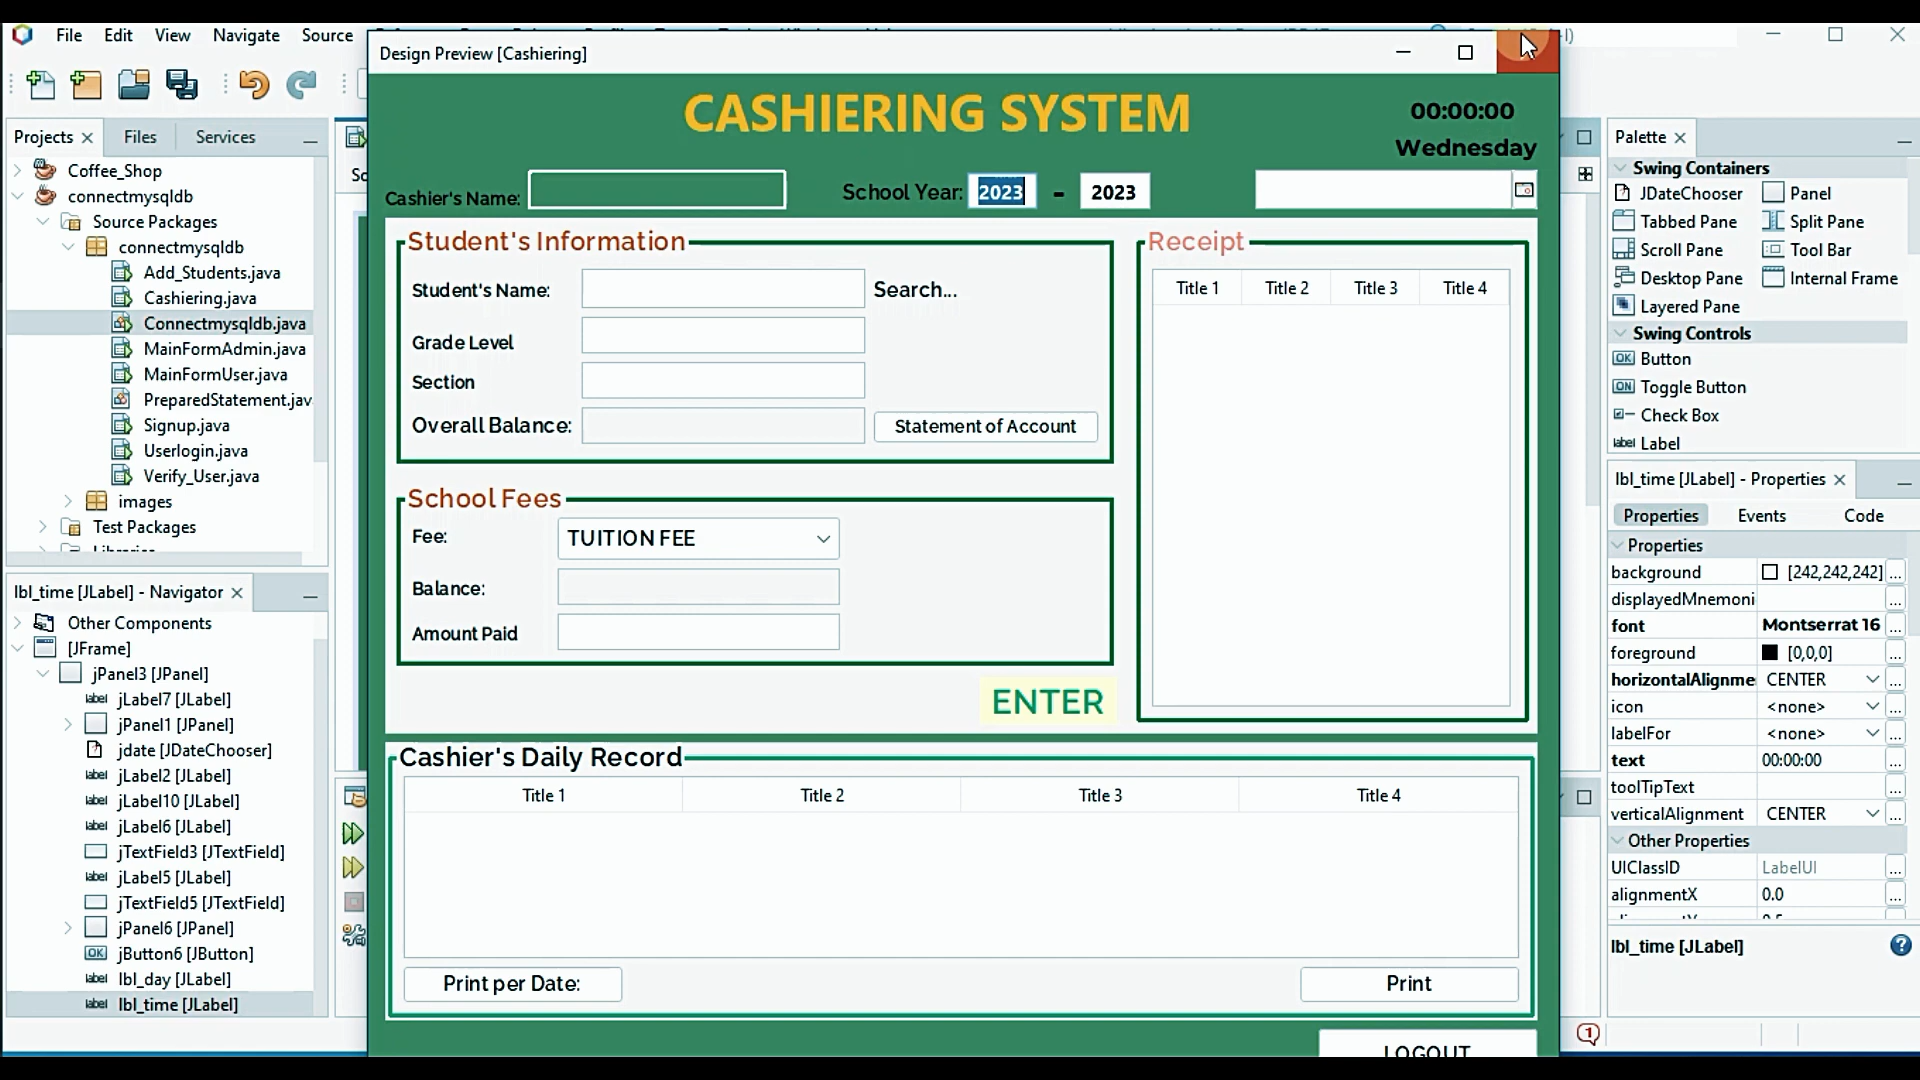 File Edit View Navigate Source
Design Preview [Cashiering]
CASHIERING SYSTEM
00:00:00
Wednesday
Cashier's Name:
School Year: 2023 - 2023
Student's Information
Student's Name: Search...
Grade Level
Section
Overall Balance: Statement of Account
Receipt
Title 1 Title 2 Title 3 Title 4
School Fees
Fee: TUITION FEE
Balance:
Amount Paid
ENTER
Cashier's Daily Record
Title 1 Title 2 Title 3 Title 4
Print per Date: Print
LOGOUT
Projects Files Services
Coffee_Shop
connectmysqldb
Source Packages
connectmysqldb
Add_Students.java
Cashiering.java
Connectmysqldb.java
MainFormAdmin.java
MainFormUser.java
PreparedStatement.jav
Signup.java
Userlogin.java
Verify_User.java
images
Test Packages
lbl_time [JLabel] - Navigator
Other Components
[JFrame]
jPanel3 [JPanel]
jLabel7 [JLabel]
jPanel1 [JPanel]
jdate [JDateChooser]
jLabel2 [JLabel]
jLabel10 [JLabel]
jLabel6 [JLabel]
jTextField3 [JTextField]
jLabel5 [JLabel]
jTextField5 [JTextField]
jPanel6 [JPanel]
jButton6 [JButton]
lbl_day [JLabel]
lbl_time [JLabel]
Palette
Swing Containers
JDateChooser Panel
Tabbed Pane Split Pane
Scroll Pane Tool Bar
Desktop Pane Internal Frame
Layered Pane
Swing Controls
OK Button
ON Toggle Button
Check Box
label Label
lbl_time [JLabel] - Properties
Properties Events Code
Properties
background [242,242,242] ...
displayedMnemoni ...
font Montserrat 16 ...
foreground [0,0,0] ...
horizontalAlignme CENTER ...
icon <none> ...
labelFor <none> ...
text 00:00:00 ...
toolTipText ...
verticalAlignment CENTER ...
Other Properties
UIClassID LabelUI ...
alignmentX 0.0 ...
lbl_time [JLabel]